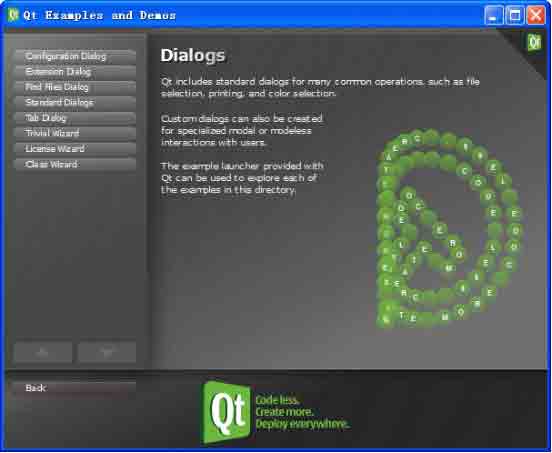 Qt Examples and Demos
Configuration Dialog
Extension Dialog
Find Files Dialog
Standard Dialogs
Tab Dialog
Trivial Wizard
License Wizard
Class Wizard
Back
Dialogs
Qt includes standard dialogs for many common operations, such as file
selection, printing, and color selection.
Custom dialogs can also be created
for specialized modal or modeless
interactions with users.
The example launcher provided with
Qt can be used to explore each of
the examples in this directory.
Qt
Code less.
Create more.
Deploy everywhere.